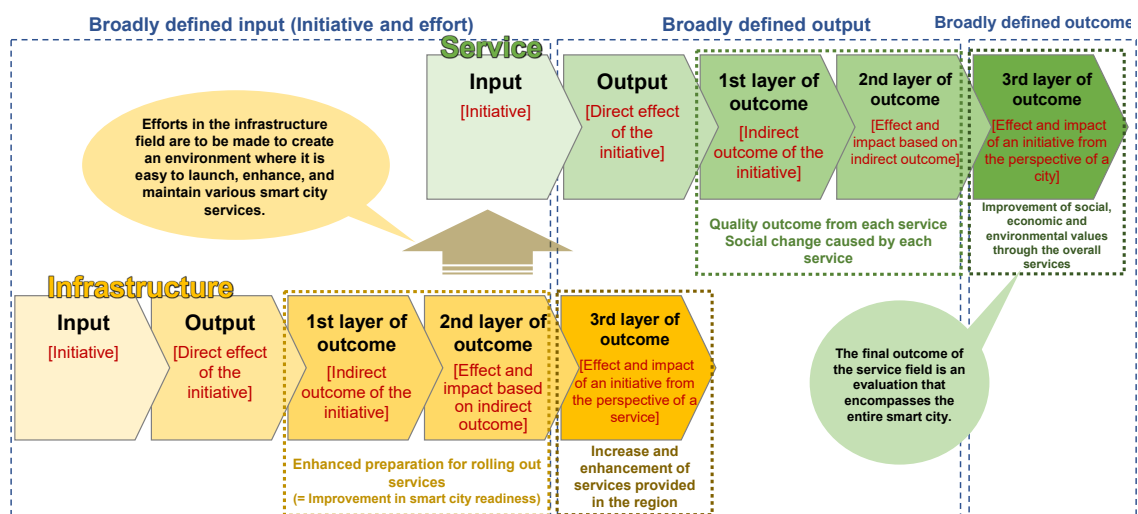 Broadly defined input (Initiative and effort)
Broadly defined output
Broadly defined outcome
Service
Input
[Initiative]
Output
[Direct effect
of the
initiative]
1st layer of
outcome
[Indirect
outcome of the
initiative]
2nd layer of
outcome
[Effect and
impact based on
indirect outcome]
3rd layer of
outcome
[Effect and impact
of an initiative from
the perspective of a
city]
Efforts in the infrastructure
field are to be made to create
an environment where it is
easy to launch, enhance, and
maintain various smart city
services.
Quality outcome from each service
Social change caused by each
service
Improvement of social,
economic and
environmental values
through the overall
services
Infrastructure
Input
[Initiative]
Output
[Direct effect
of the
initiative]
1st layer of
outcome
[Indirect
outcome of the
initiative]
2nd layer of
outcome
[Effect and
impact based
on indirect
outcome]
3rd layer of
outcome
[Effect and impact
of an initiative from
the perspective of a
service]
The final outcome of
the service field is an
evaluation that
encompasses the
entire smart city.
Enhanced preparation for rolling out
services
(= Improvement in smart city readiness)
Increase and
enhancement of
services provided
in the region